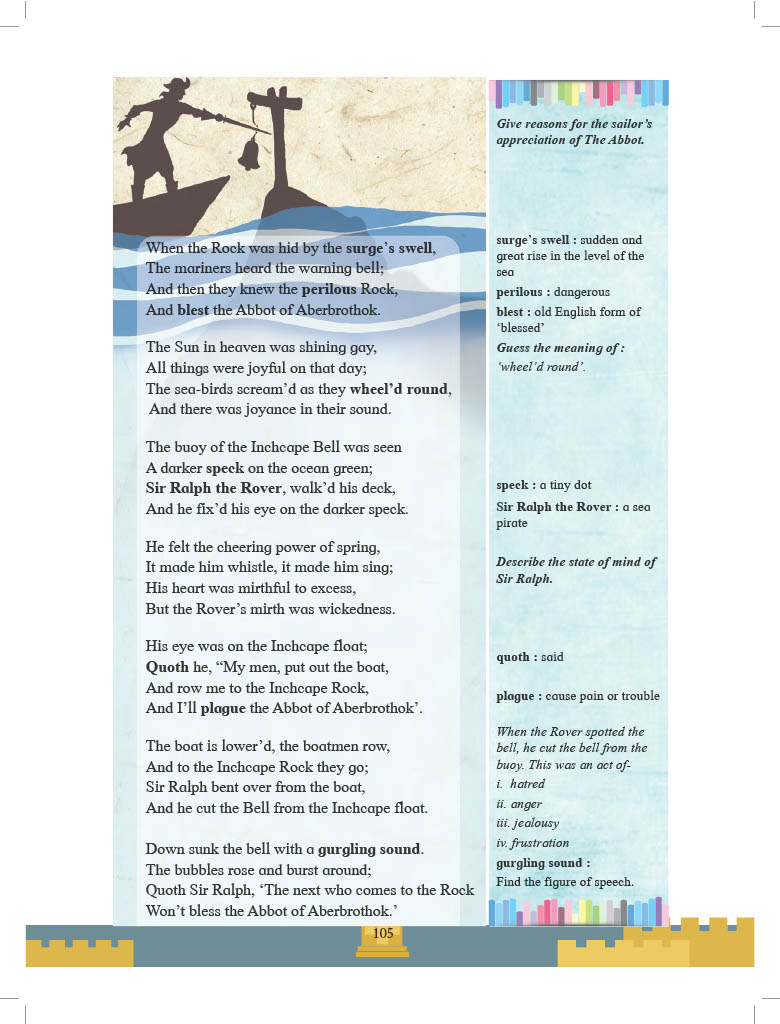 When the Rock was hid by the surge's swell,
The mariners heard the warning bell;
And then they knew the perilous Rock,
And blest the Abbot of Aberbrothok.
The Sun in heaven was shining gay,
All things were joyful on that day;
The sea-birds scream'd as they wheel'd round,
And there was joyance in their sound.
The buoy of the Inchcape Bell was seen
A darker speck on the ocean green;
Sir Ralph the Rover, walk'd his deck,
And he fix'd his eye on the darker speck.
He felt the cheering power of spring,
It made him whistle, it made him sing;
His heart was mirthful to excess,
But the Rover's mirth was wickedness.
His eye was on the Inchcape float;
Quoth he, “My men, put out the boat,
And row me to the Inchcape Rock,
And I'll plague the Abbot of Aberbrothok’.
The boat is lower'd, the boatmen row,
And to the Inchcape Rock they go;
Sir Ralph bent over from the boat,
And he cut the Bell from the Inchcape float.
Down sunk the bell with a gurgling sound.
The bubbles rose and burst around;
Quoth Sir Ralph, ‘The next who comes to the Rock
Won't bless the Abbot of Aberbrothok.’
Give reasons for the sailor's
appreciation of The Abbot.
surge's swell : sudden and
great rise in the level of the
sea
perilous : dangerous
blest : old English form of
‘blessed’
Guess the meaning of :
‘wheel'd round’.
speck : a tiny dot
Sir Ralph the Rover : a sea
pirate
Describe the state of mind of
Sir Ralph.
quoth : said
plague : cause pain or trouble
When the Rover spotted the
bell, he cut the bell from the
buoy. This was an act of-
i. hatred
ii. anger
iii. jealousy
iv. frustration
gurgling sound :
Find the figure of speech.
105